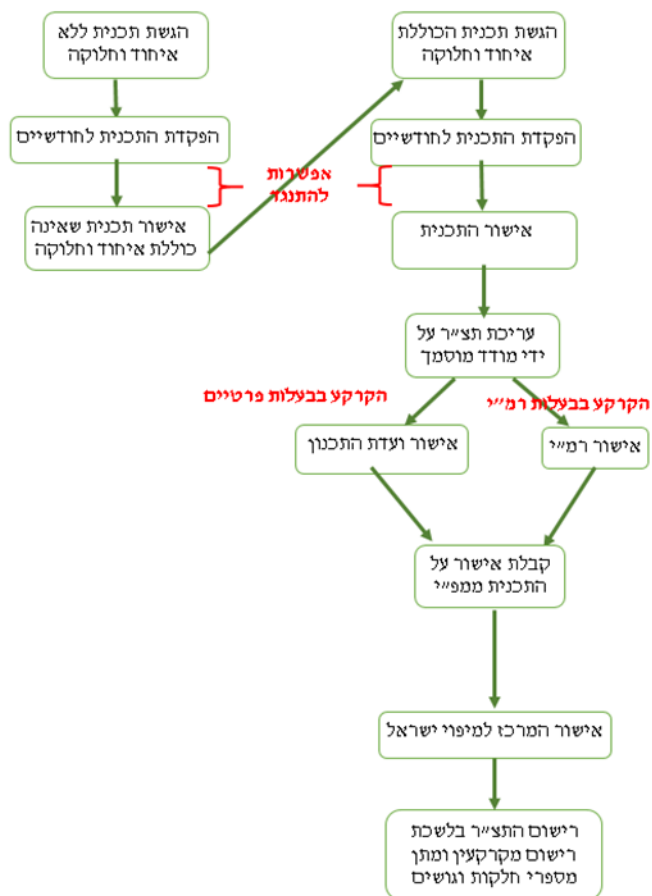 הגשת תכנית ללא
איחוד וחלוקה
הגשת תכנית הכוללת
איחוד וחלוקה
הפקדת התכנית לחודשיים
הפקדת התכנית לחודשיים
אפשרות
להתנגד
אישור תכנית שאינה
כוללת איחוד וחלוקה
אישור התכנית
עריכת תצ״ר על
ידי מודד מוסמך
הקרקע בבעלות רמ״י
הקרקע בבעלות פרטיים
אישור רמ״י
אישור ועדת התכנון
קבלת אישור על
התכנית ממפ״י
אישור המרכז למיפוי ישראל
רישום התצ״ר בלשכת
רישום מקרקעין ומתן
מספרי חלקות וגושים